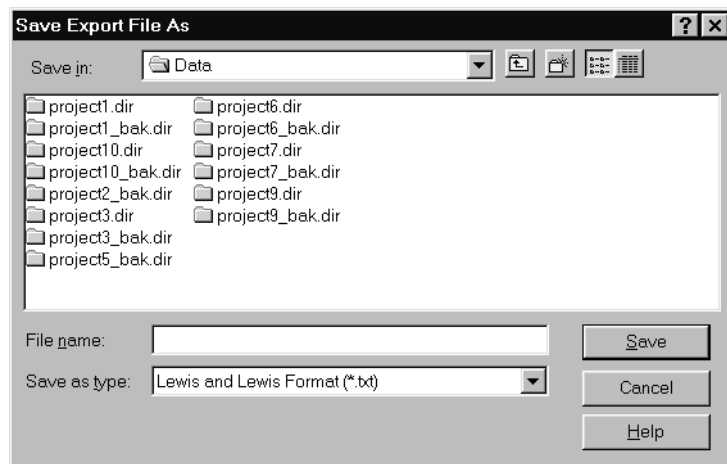 Save Export File As
Save in: Data
project1.dir project6.dir
project1_bak.dir project6_bak.dir
project10.dir project7.dir
project10_bak.dir project7_bak.dir
project2_bak.dir project9.dir
project3.dir project9_bak.dir
project3_bak.dir
project5_bak.dir
File name: Save
Save as type: Lewis and Lewis Format (*.txt) Cancel
Help